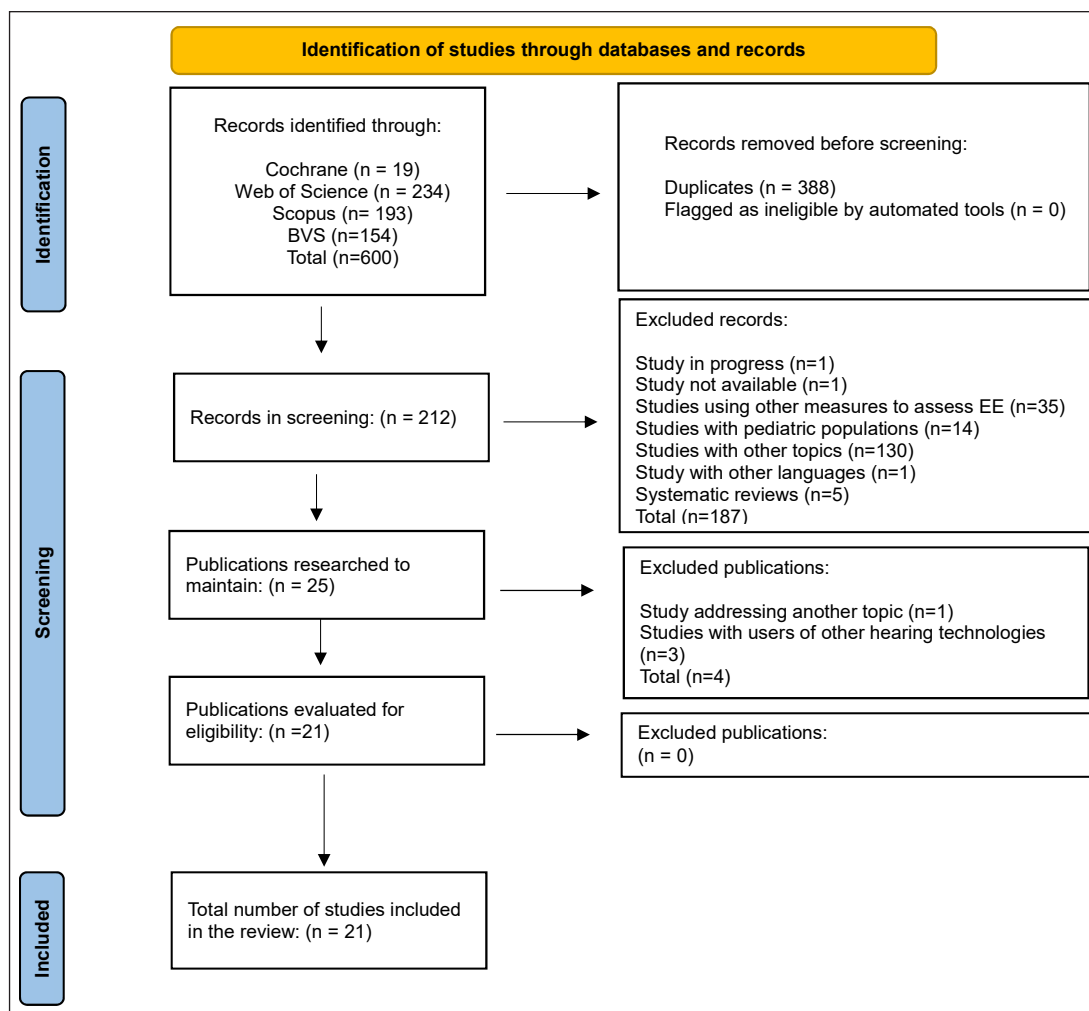 Identification of studies through databases and records
Identification
Records identified through:
Cochrane (n = 19)
Web of Science (n = 234)
Scopus (n= 193)
BVS (n=154)
Total (n=600)
Records removed before screening:
Duplicates (n = 388)
Flagged as ineligible by automated tools (n = 0)
Screening
Records in screening: (n = 212)
Excluded records:
Study in progress (n=1)
Study not available (n=1)
Studies using other measures to assess EE (n=35)
Studies with pediatric populations (n=14)
Studies with other topics (n=130)
Study with other languages (n=1)
Systematic reviews (n=5)
Total (n=187)
Publications researched to
maintain: (n = 25)
Excluded publications:
Study addressing another topic (n=1)
Studies with users of other hearing technologies
(n=3)
Total (n=4)
Publications evaluated for
eligibility: (n =21)
Excluded publications:
(n = 0)
Included
Total number of studies included
in the review: (n = 21)